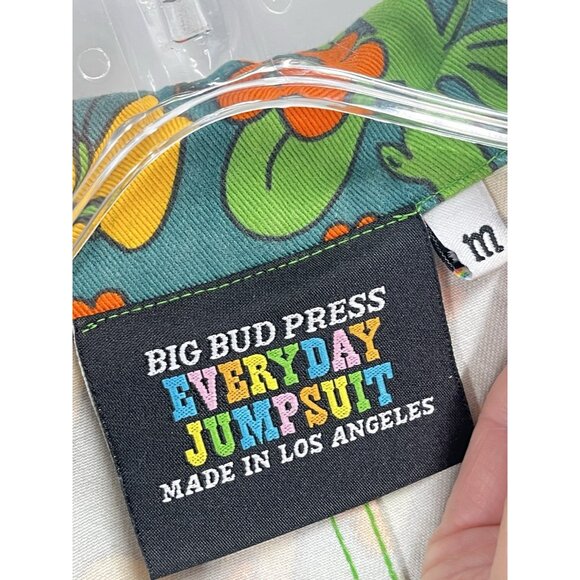 m
BIG BUD PRESS
EVERYDAY
JUMPSUIT
MADE IN LOS ANGELES